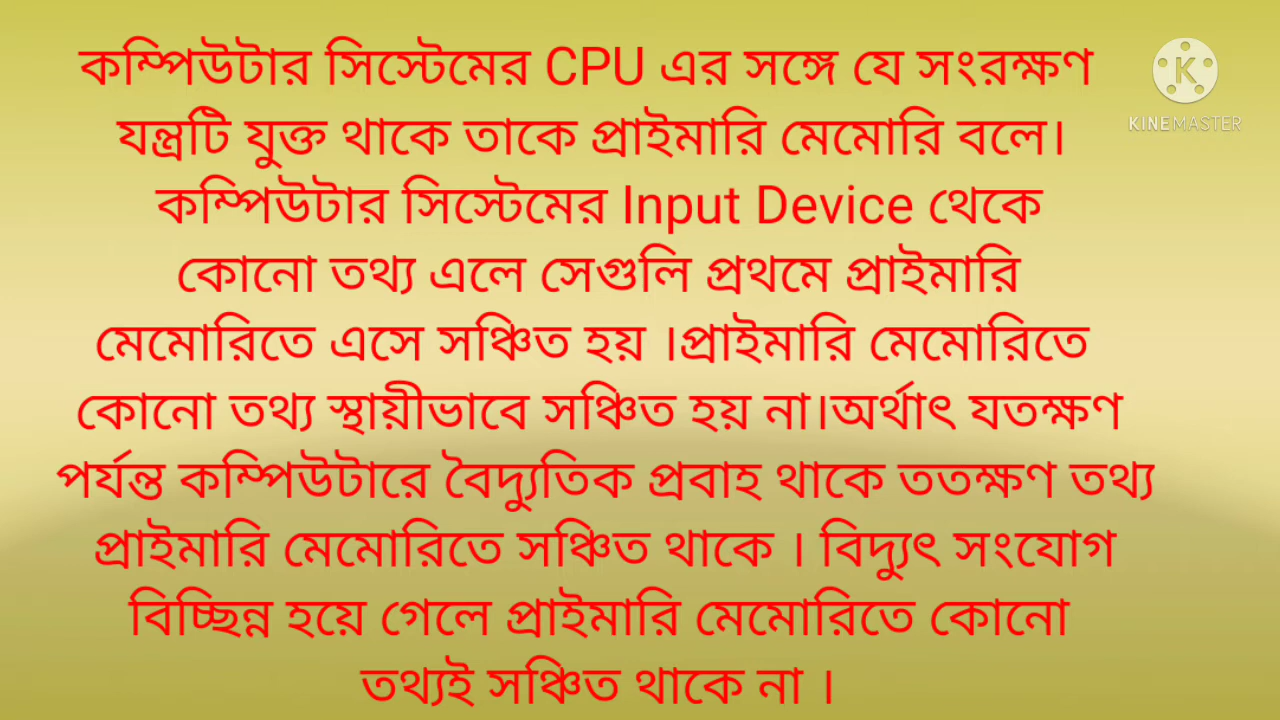 কম্পিউটার সিস্টেমের CPU এর সঙ্গে যে সংরক্ষণ
যন্ত্রটি যুক্ত থাকে তাকে প্রাইমারি মেমোরি বলে।
কম্পিউটার সিস্টেমের Input Device থেকে
কোনো তথ্য এলে সেগুলি প্রথমে প্রাইমারি
মেমোরিতে এসে সঞ্চিত হয় ।প্রাইমারি মেমোরিতে
কোনো তথ্য স্থায়ীভাবে সঞ্চিত হয় না।অর্থাৎ যতক্ষণ
পর্যন্ত কম্পিউটারে বৈদ্যুতিক প্রবাহ থাকে ততক্ষণ তথ্য
প্রাইমারি মেমোরিতে সঞ্চিত থাকে । বিদ্যুৎ সংযোগ
বিচ্ছিন্ন হয়ে গেলে প্রাইমারি মেমোরিতে কোনো
তথ্যই সঞ্চিত থাকে না ।
K
KINEMASTER